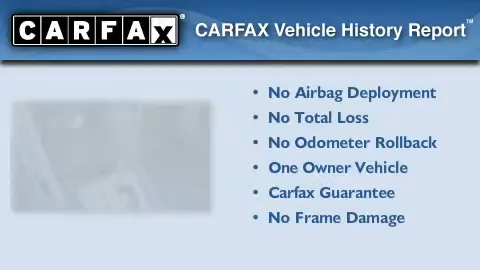 CARFAX® CARFAX Vehicle History Report™
• No Airbag Deployment
• No Total Loss
• No Odometer Rollback
• One Owner Vehicle
• Carfax Guarantee
• No Frame Damage